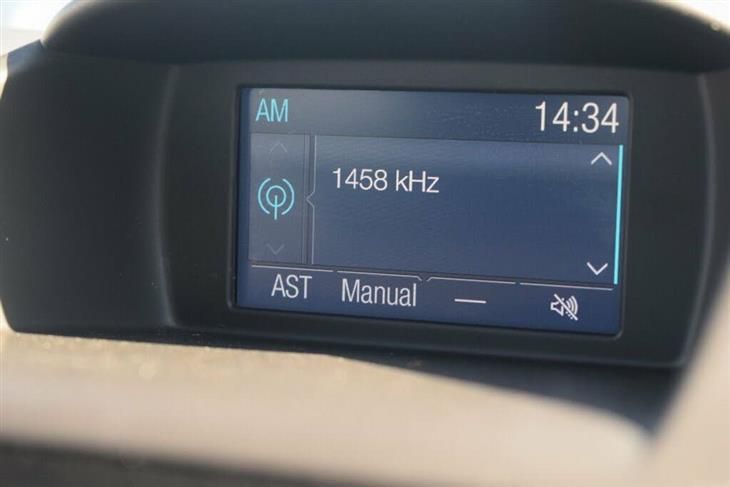 AM 14:34
1458 kHz
AST Manual —